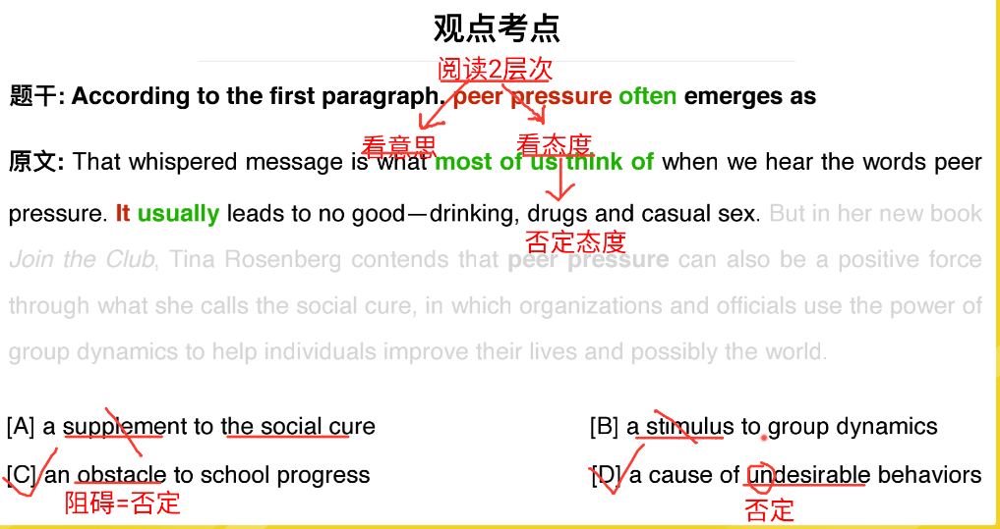 观点考点
阅读2层次
题干: According to the first paragraph. peer pressure often emerges as
看意思 看态度
原文: That whispered message is what most of us think of when we hear the words peer
pressure. It usually leads to no good—drinking, drugs and casual sex. But in her new book
否定态度
Join the Club, Tina Rosenberg contends that peer pressure can also be a positive force
through what she calls the social cure, in which organizations and officials use the power of
group dynamics to help individuals improve their lives and possibly the world.
[A] a supplement to the social cure [B] a stimulus to group dynamics
[C] an obstacle to school progress [D] a cause of undesirable behaviors
阻碍=否定 否定